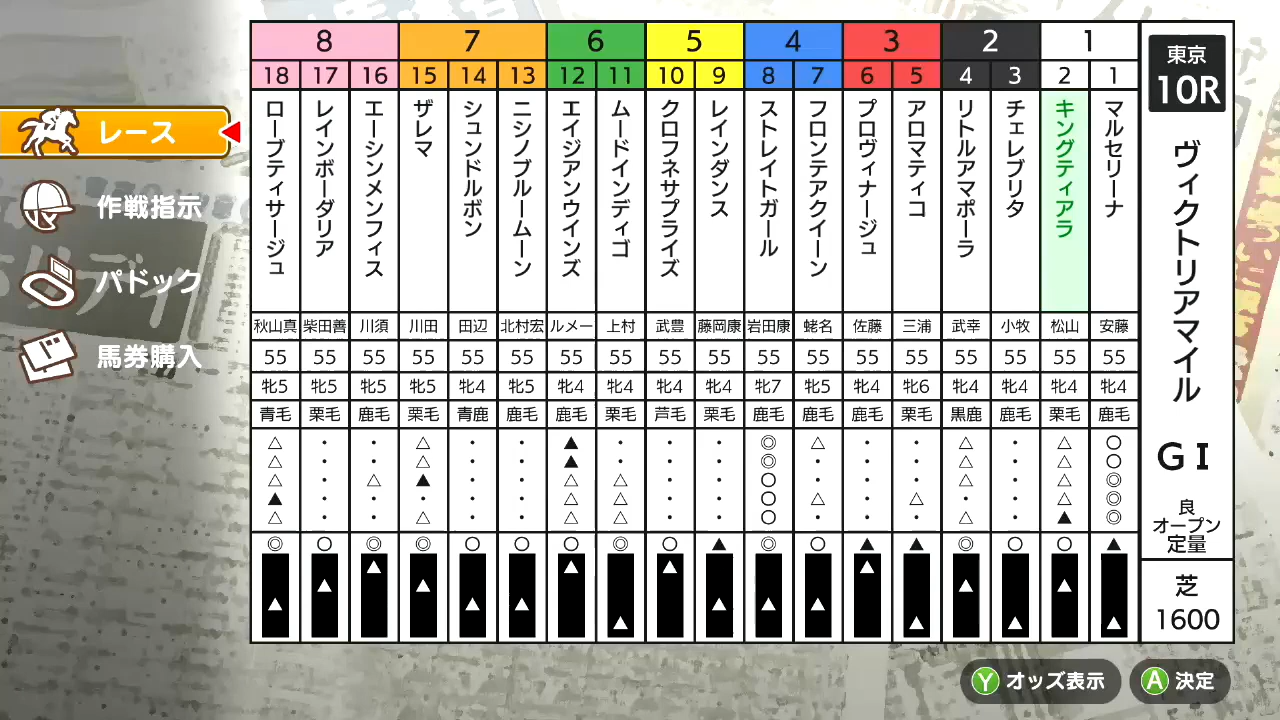 東京
10R
ヴィクトリアマイル
GⅠ
良
オープン
定量
芝
1600
8 7 6 5 4 3 2 1
18 17 16 15 14 13 12 11 10 9 8 7 6 5 4 3 2 1
マルセリーナ
キングティアラ
チェレブリタ
リトルアマポーラ
アロマティコ
プロヴィナージュ
フロンテアクイーン
ストレイトガール
レインダンス
クロフネサプライズ
ムードインディゴ
エイジアンウインズ
ニシノブルームーン
シュンドルボン
ザレマ
エーシンメンフィス
レインボーダリア
ローブティサージュ
秋山真 柴田善 川須 川田 田辺 北村宏 ルメー 上村 武豊 藤岡康 岩田康 蛯名 佐藤 三浦 武幸 小牧 松山 安藤
55 55 55 55 55 55 55 55 55 55 55 55 55 55 55 55 55 55
牝5 牝5 牝5 牝5 牝4 牝5 牝4 牝4 牝4 牝4 牝7 牝5 牝4 牝6 牝4 牝4 牝4 牝4
青毛 栗毛 鹿毛 栗毛 青鹿 鹿毛 鹿毛 栗毛 芦毛 栗毛 鹿毛 鹿毛 鹿毛 栗毛 黒鹿 鹿毛 栗毛 鹿毛
△ ・ ・ △ ・ ・ ▲ ・ ・ ・ ◎ △ ・ ・ △ ・ △ ○
△ ・ ・ △ ・ ・ ▲ ・ ・ ・ ◎ ・ ・ ・ △ ・ △ ○
△ ・ △ ▲ ・ ・ △ △ ・ ・ ○ ・ ・ ・ △ ・ △ ◎
▲ ・ ・ ・ ・ ・ △ △ ・ ・ ○ △ ・ △ ・ ・ △ ◎
△ ・ ・ △ ・ ・ △ △ ・ ・ ○ ・ ・ ・ △ ・ ▲ ◎
◎ ○ ◎ ◎ ○ ○ ○ ◎ ○ ▲ ◎ ○ ▲ ▲ ◎ ○ ○ ▲
レース
作戦指示
パドック
馬券購入
Y オッズ表示 A 決定